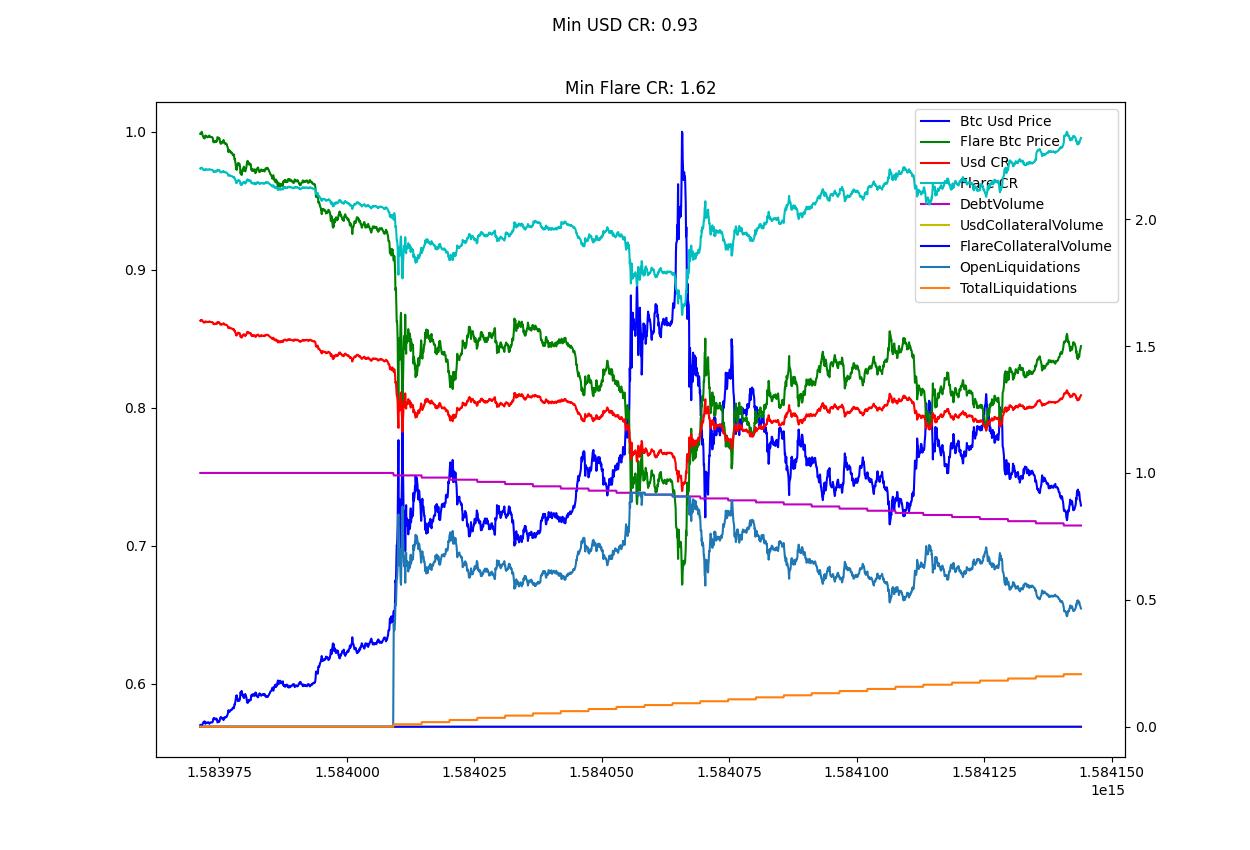 Min USD CR: 0.93
Min Flare CR: 1.62
1.0
0.9
0.8
0.7
0.6
2.0
1.5
1.0
0.5
0.0
Btc Usd Price
Flare Btc Price
Usd CR
Flare CR
DebtVolume
UsdCollateralVolume
FlareCollateralVolume
OpenLiquidations
TotalLiquidations
1.583975 1.584000 1.584025 1.584050 1.584075 1.584100 1.584125 1.584150
1e15